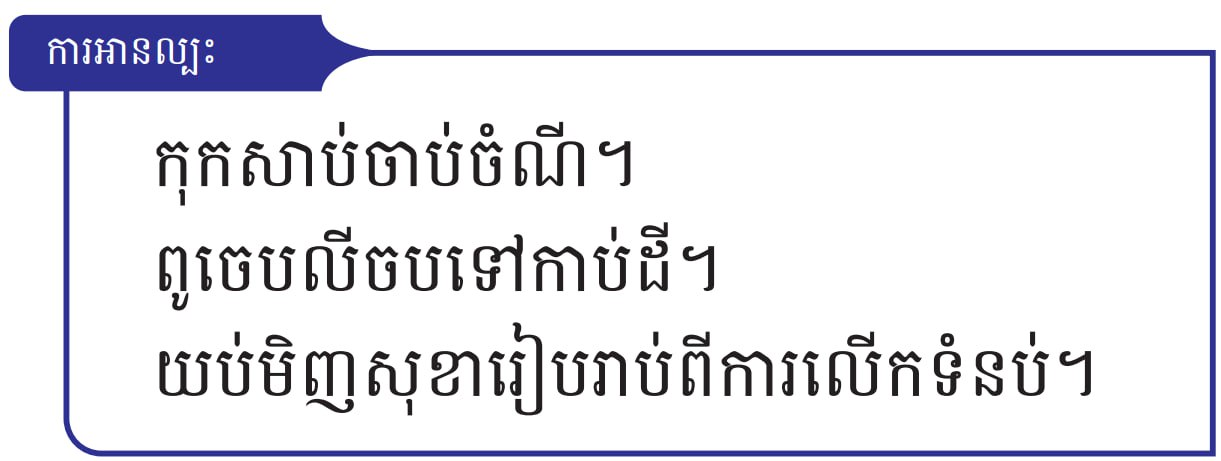 ការអានល្បះ
កុកសាប់ចាប់ចំណី។
ពូចេបលីចបទៅកាប់ដី។
យប់មិញសុខារៀបរាប់ពីការលើកទំនប់។